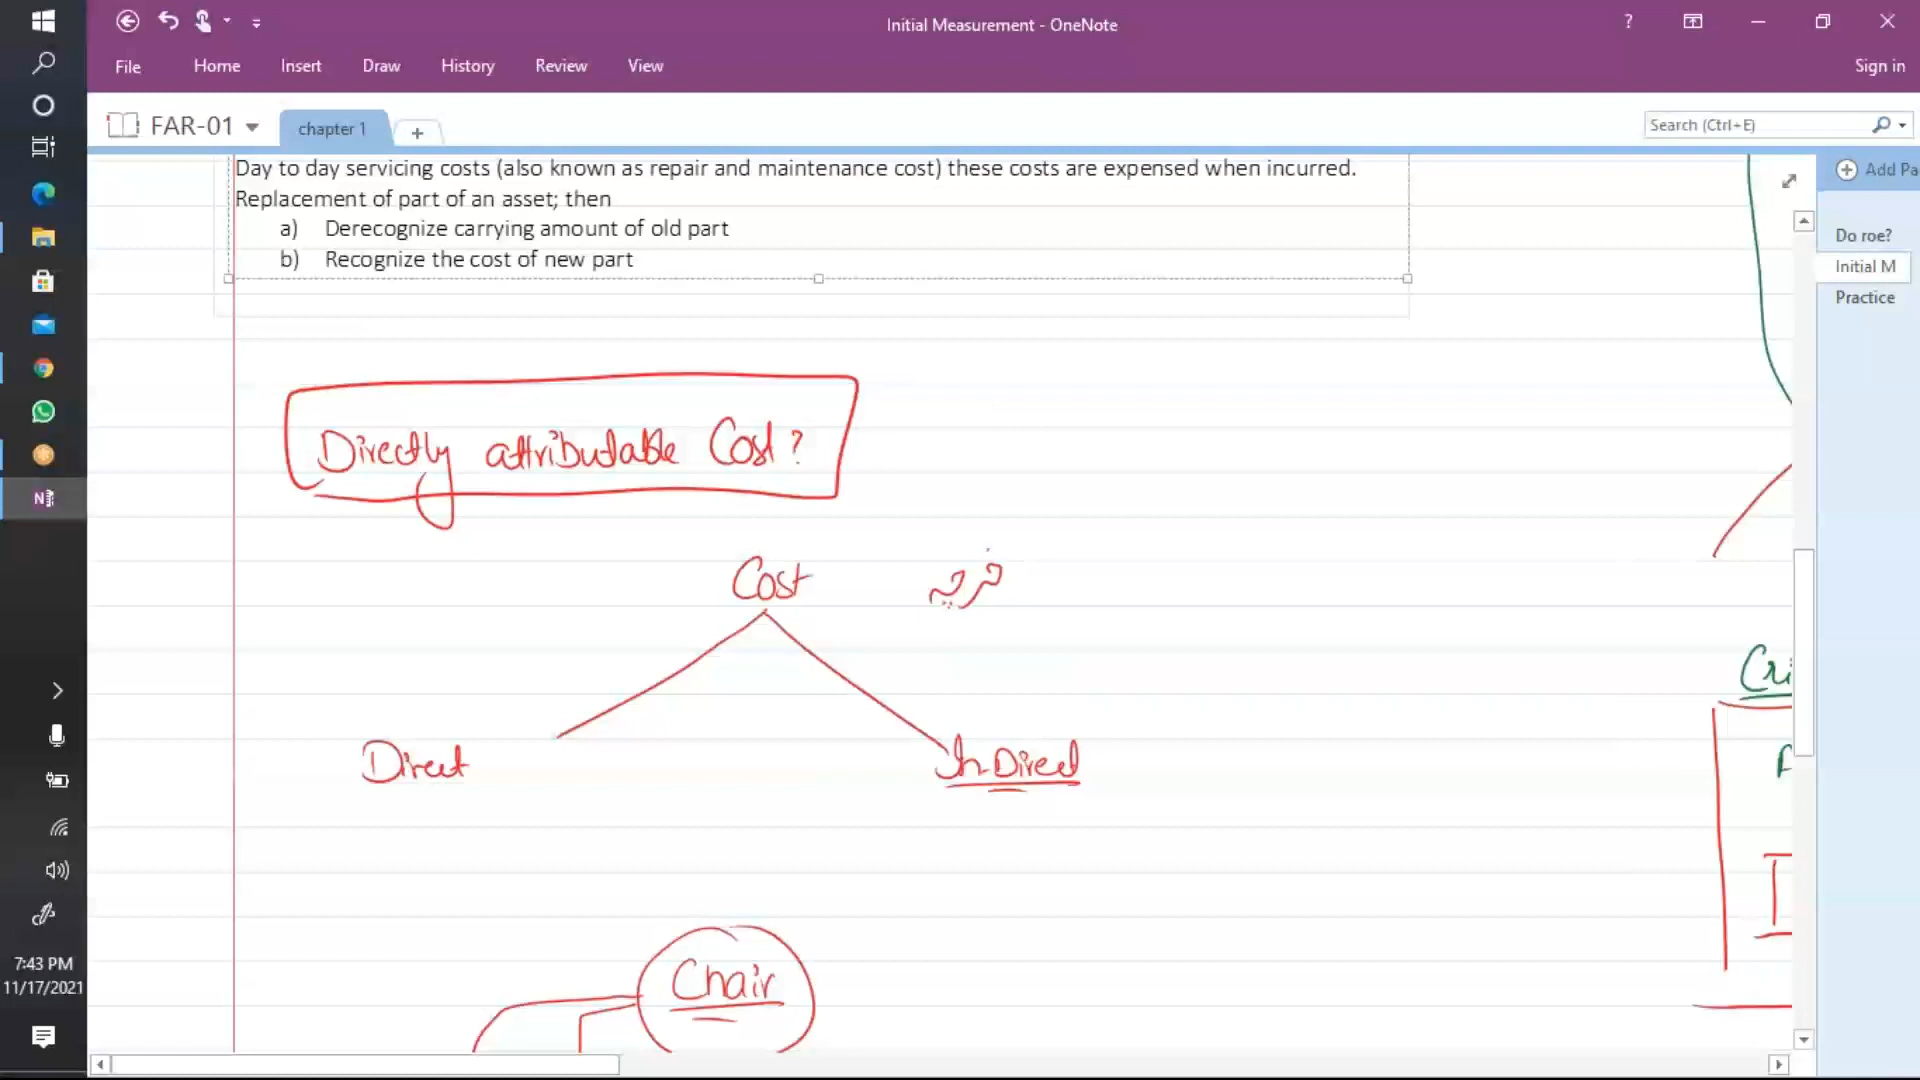 Initial Measurement - OneNote
?
File Home Insert Draw History Review View
Sign in
FAR-01 chapter 1 +
Search (Ctrl+E)
Add Pa
Day to day servicing costs (also known as repair and maintenance cost) these costs are expensed when incurred.
Replacement of part of an asset; then
a) Derecognize carrying amount of old part
b) Recognize the cost of new part
Do roe?
Initial M
Practice
Directly attributable Cost?
Cost
Direct
In-Direct
Chair
Cri
N
7:43 PM
11/17/2021